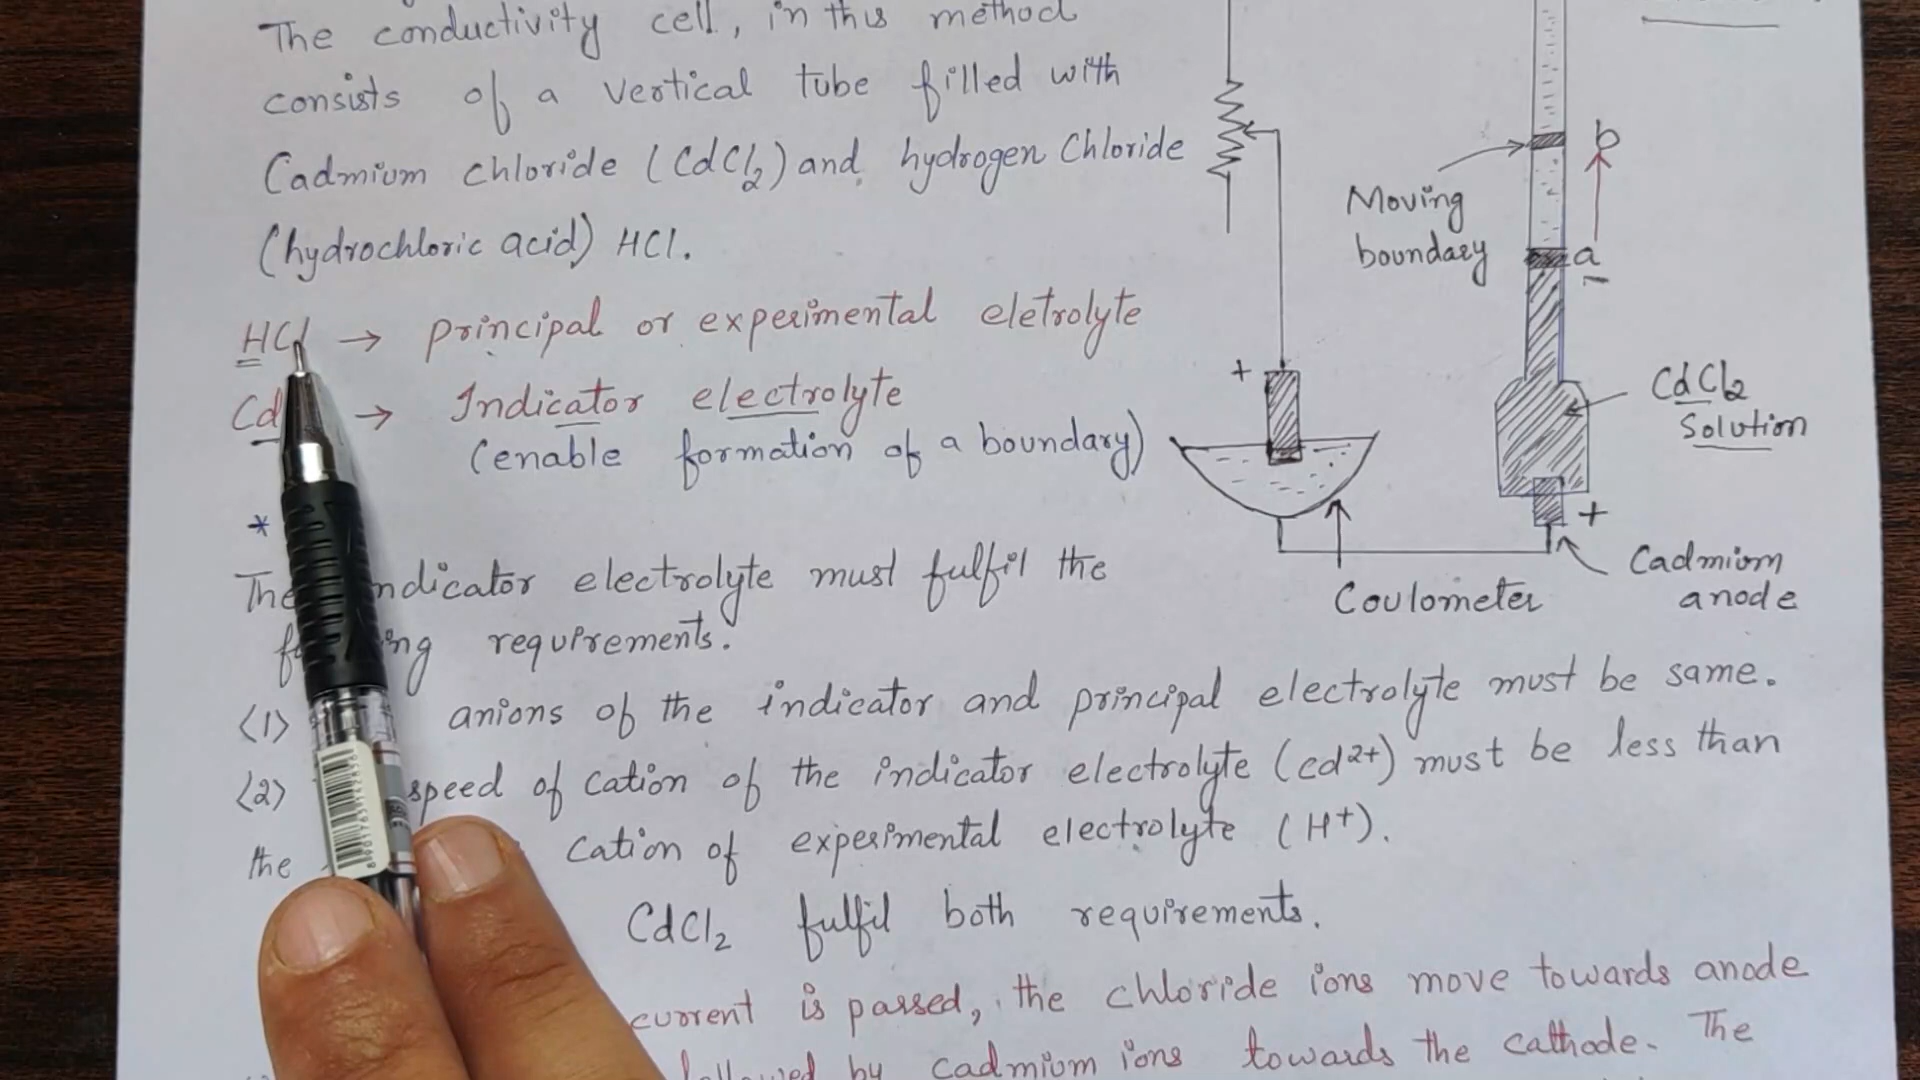 The conductivity cell, in this method
consists of a vertical tube filled with
Cadmium chloride (CdCl2) and hydrogen Chloride
(hydrochloric acid) HCl.
HCl → principal or experimental eletrolyte
Cd → Indicator electrolyte
(enable formation of a boundary)
*
The indicator electrolyte must fulfil the
requirements.
<1> anions of the indicator and principal electrolyte must be same.
<2> speed of cation of the indicator electrolyte (cd2+) must be less than
the cation of experimental electrolyte (H+).
CdCl2 fulfil both requirements.
current is passed, the chloride ions move towards anode
followed by cadmium ions towards the cathode. The
b
Moving
boundary
a
+
CdCl2
Solution
+
Cadmium
anode
Coulometer